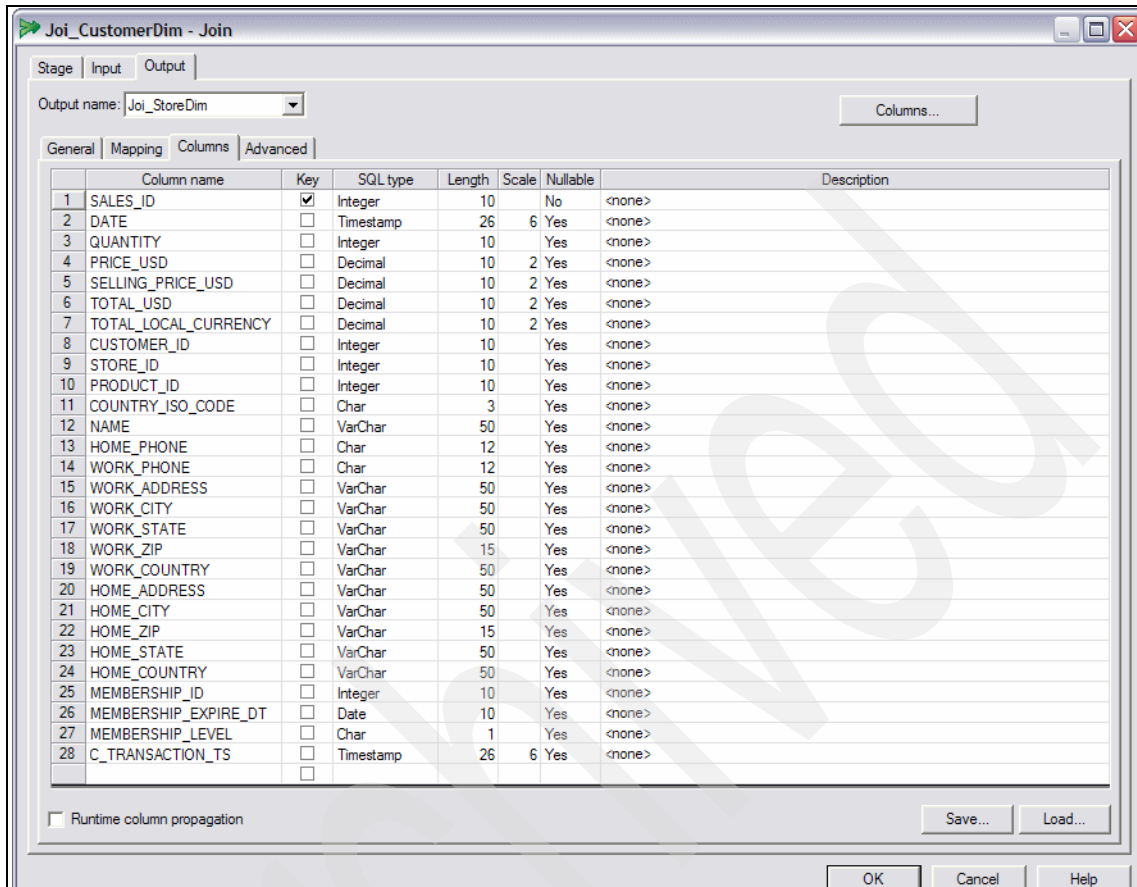 Joi_CustomerDim - Join
Stage Input Output
Output name: Joi_StoreDim Columns...
General Mapping Columns Advanced
Column name Key SQL type Length Scale Nullable Description
1 SALES_ID Integer 10 No <none>
2 DATE Timestamp 26 6 Yes <none>
3 QUANTITY Integer 10 Yes <none>
4 PRICE_USD Decimal 10 2 Yes <none>
5 SELLING_PRICE_USD Decimal 10 2 Yes <none>
6 TOTAL_USD Decimal 10 2 Yes <none>
7 TOTAL_LOCAL_CURRENCY Decimal 10 2 Yes <none>
8 CUSTOMER_ID Integer 10 Yes <none>
9 STORE_ID Integer 10 Yes <none>
10 PRODUCT_ID Integer 10 Yes <none>
11 COUNTRY_ISO_CODE Char 3 Yes <none>
12 NAME VarChar 50 Yes <none>
13 HOME_PHONE Char 12 Yes <none>
14 WORK_PHONE Char 12 Yes <none>
15 WORK_ADDRESS VarChar 50 Yes <none>
16 WORK_CITY VarChar 50 Yes <none>
17 WORK_STATE VarChar 50 Yes <none>
18 WORK_ZIP VarChar 15 Yes <none>
19 WORK_COUNTRY VarChar 50 Yes <none>
20 HOME_ADDRESS VarChar 50 Yes <none>
21 HOME_CITY VarChar 50 Yes <none>
22 HOME_ZIP VarChar 15 Yes <none>
23 HOME_STATE VarChar 50 Yes <none>
24 HOME_COUNTRY VarChar 50 Yes <none>
25 MEMBERSHIP_ID Integer 10 Yes <none>
26 MEMBERSHIP_EXPIRE_DT Date 10 Yes <none>
27 MEMBERSHIP_LEVEL Char 1 Yes <none>
28 C_TRANSACTION_TS Timestamp 26 6 Yes <none>
Runtime column propagation Save... Load...
OK Cancel Help
hived